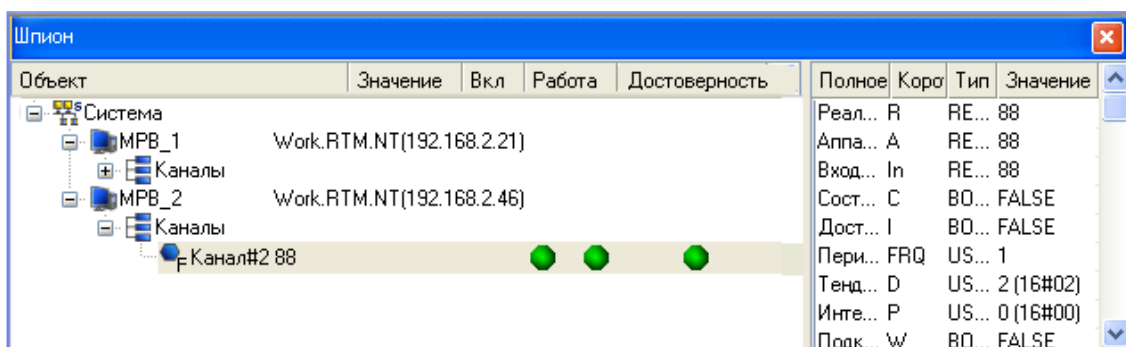 Шпион
Объект Значение Вкл Работа Достоверность Полное Коро Тип Значение
Система Реал... R RE... 88
МРВ_1 Work.RTM.NT(192.168.2.21) Аппа... A RE... 88
Каналы Вход... In RE... 88
МРВ_2 Work.RTM.NT(192.168.2.46) Сост... C BO... FALSE
Каналы Дост... I BO... FALSE
Канал#2 88 Пери... FRQ US... 1
Тенд... D US... 2 (16#02)
Инте... P US... 0 (16#00)
Подк... W BO... FALSE